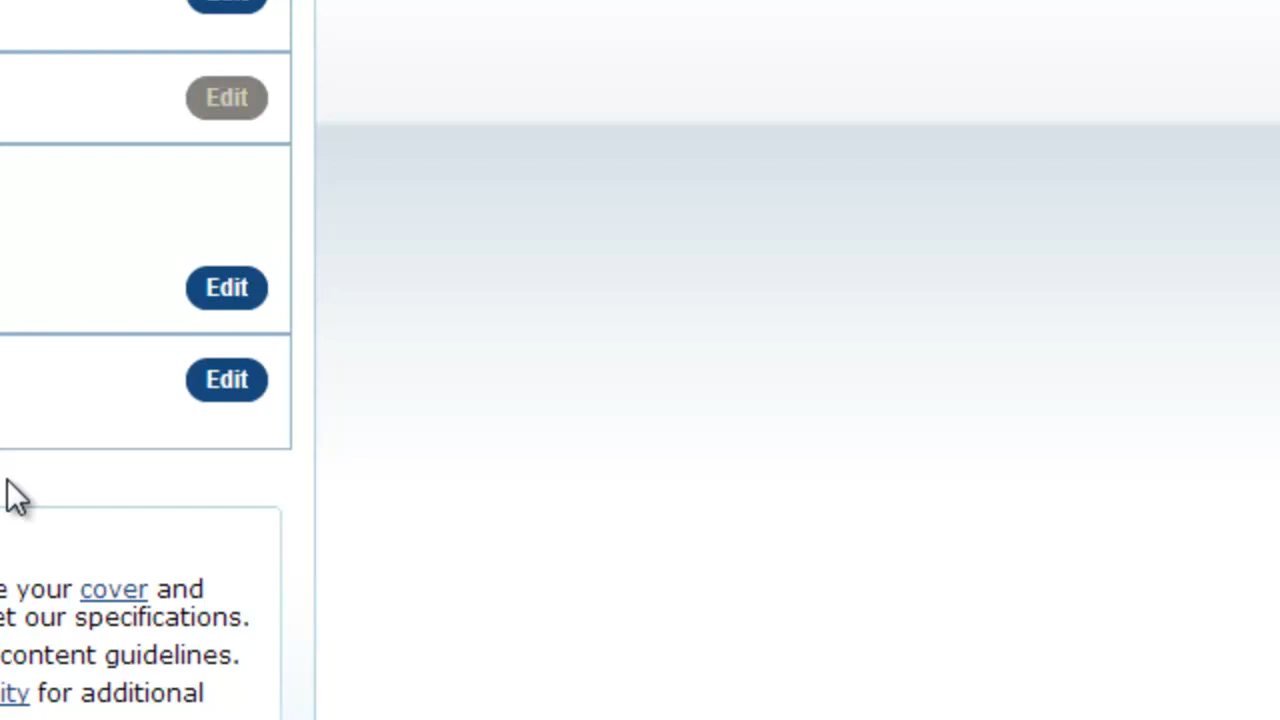 Edit
Edit
Edit
e your cover and
et our specifications.
content guidelines.
ity for additional